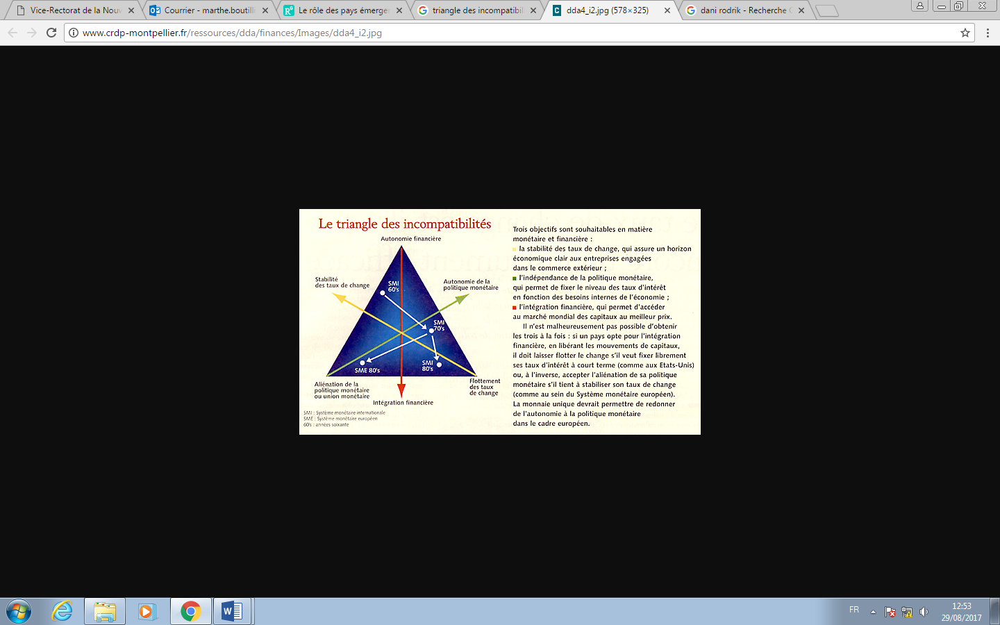 Vice-Rectorat de la Nouv
Courrier - marthe.boutilli
Le rôle des pays émerge
triangle des incompatibil
dda4_i2.jpg (578×325)
dani rodrik - Recherche G
www.crdp-montpellier.fr/ressources/dda/finances/Images/dda4_i2.jpg
Le triangle des incompatibilités
Autonomie financière
Stabilité
des taux de change
Autonomie de la
politique monétaire
SMI
60's
SMI
70's
SME 80's
SMI
80's
Aliénation de la
politique monétaire
ou union monétaire
Flottement
des taux
de change
Intégration financière
SMI : Système monétaire internationale
SME : Système monétaire européen
60's : années soixante
Trois objectifs sont souhaitables en matière
monétaire et financière :
la stabilité des taux de change, qui assure un horizon
économique clair aux entreprises engagées
dans le commerce extérieur ;
l'indépendance de la politique monétaire,
qui permet de fixer le niveau des taux d'intérêt
en fonction des besoins internes de l'économie ;
l'intégration financière, qui permet d'accéder
au marché mondial des capitaux au meilleur prix.
Il n'est malheureusement pas possible d'obtenir
les trois à la fois : si un pays opte pour l'intégration
financière, en libérant les mouvements de capitaux,
il doit laisser flotter le change s'il veut fixer librement
ses taux d'intérêt à court terme (comme aux Etats-Unis)
ou, à l'inverse, accepter l'aliénation de sa politique
monétaire s'il tient à stabiliser son taux de change
(comme au sein du Système monétaire européen).
La monnaie unique devrait permettre de redonner
de l'autonomie à la politique monétaire
dans le cadre européen.
FR
12:53
29/08/2017